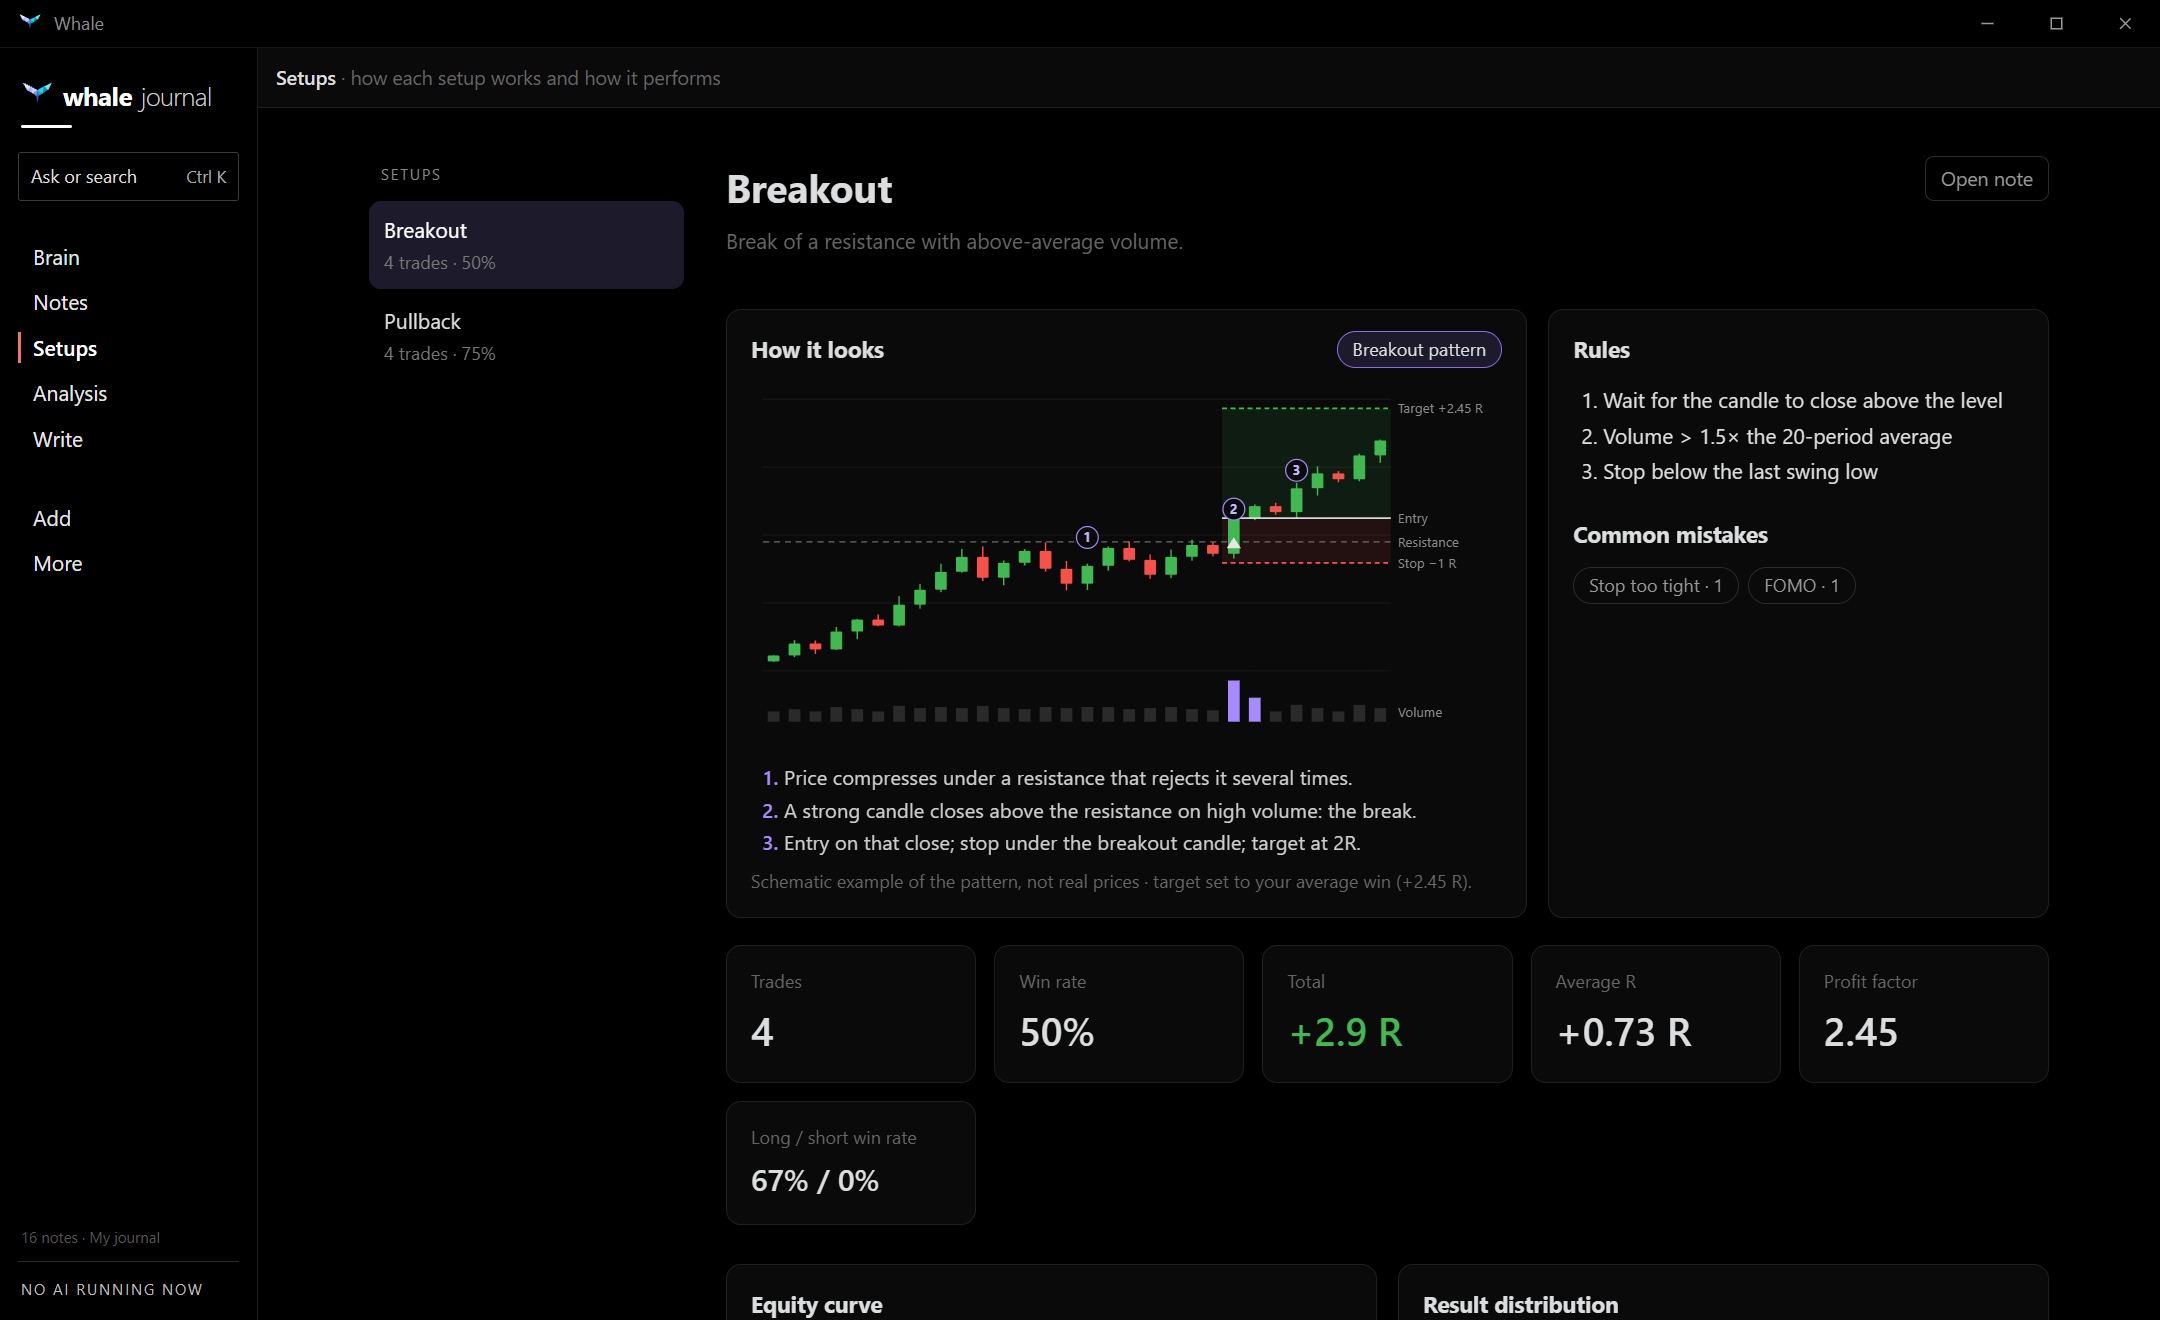 Whale
whale journal
Ask or search Ctrl K
Brain
Notes
Setups
Analysis
Write
Add
More
16 notes · My journal
NO AI RUNNING NOW
Setups · how each setup works and how it performs
SETUPS
Breakout
4 trades · 50%
Pullback
4 trades · 75%
Breakout
Open note
Break of a resistance with above-average volume.
How it looks
Breakout pattern
Target +2.45 R
3
2
1
Entry
Resistance
Stop −1 R
Volume
1. Price compresses under a resistance that rejects it several times.
2. A strong candle closes above the resistance on high volume: the break.
3. Entry on that close; stop under the breakout candle; target at 2R.
Schematic example of the pattern, not real prices · target set to your average win (+2.45 R).
Rules
1. Wait for the candle to close above the level
2. Volume > 1.5× the 20-period average
3. Stop below the last swing low
Common mistakes
Stop too tight · 1
FOMO · 1
Trades
4
Win rate
50%
Total
+2.9 R
Average R
+0.73 R
Profit factor
2.45
Long / short win rate
67% / 0%
Equity curve
Result distribution